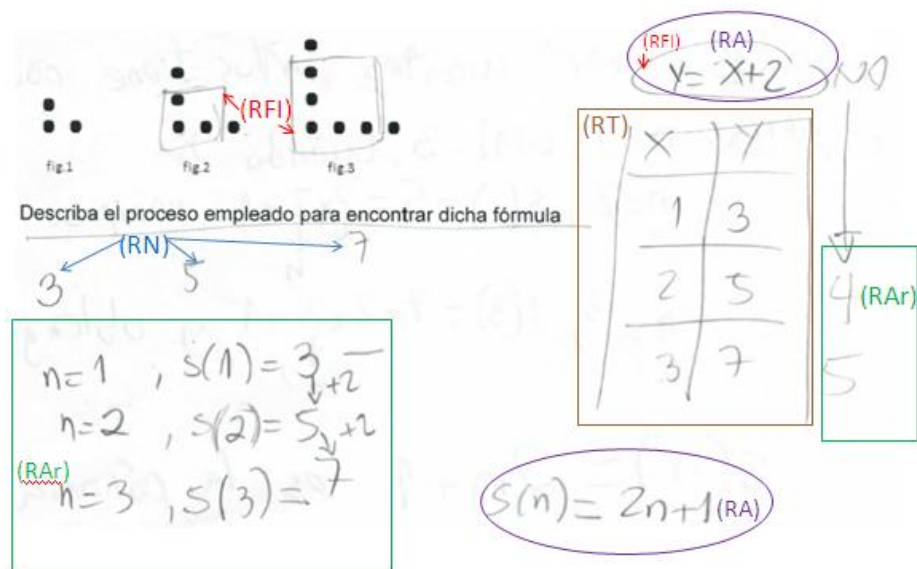 (RFI) (RA)
y = x+2 NO
(RFI)
fig.1 fig.2 fig.3
Describa el proceso empleado para encontrar dicha fórmula
(RN)
3 5 7
(RT)
X Y
1 3
2 5
3 7
4 (RAr)
5
n=1 , s(1)= 3 +2
n=2 , s(2)= 5 +2
(RAr)
n=3 , s(3)= 7
s(n)= 2n+1 (RA)